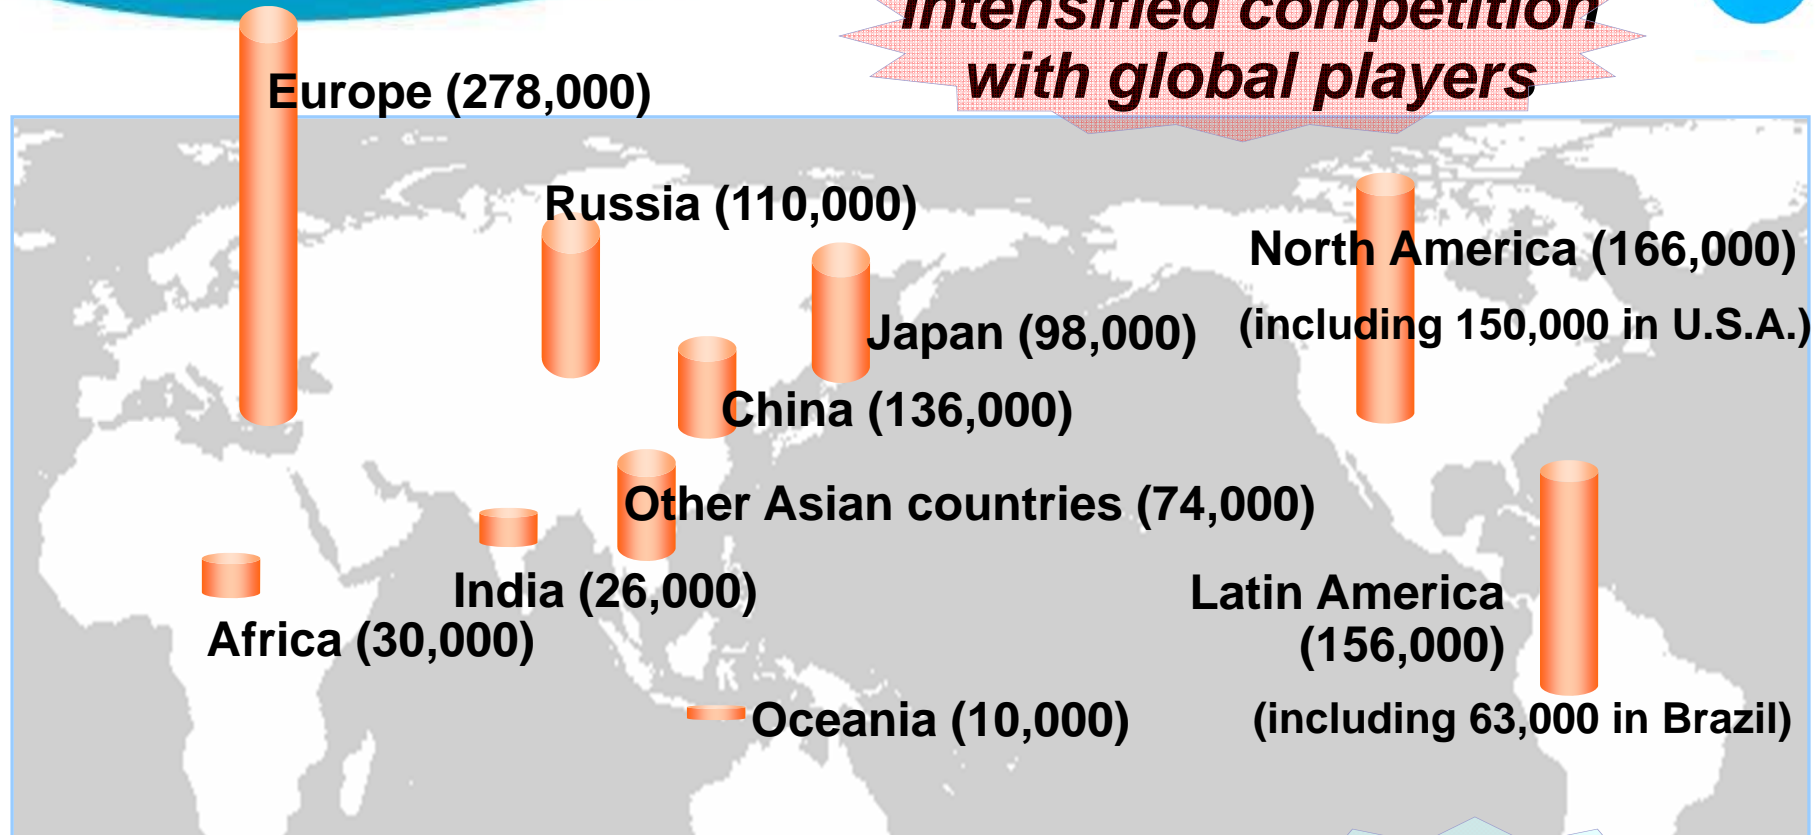 intensified competition
with global players
Europe (278,000)
Russia (110,000)
North America (166,000)
(including 150,000 in U.S.A.)
Japan (98,000)
China (136,000)
Other Asian countries (74,000)
India (26,000)
Africa (30,000)
Latin America
(156,000)
(including 63,000 in Brazil)
Oceania (10,000)